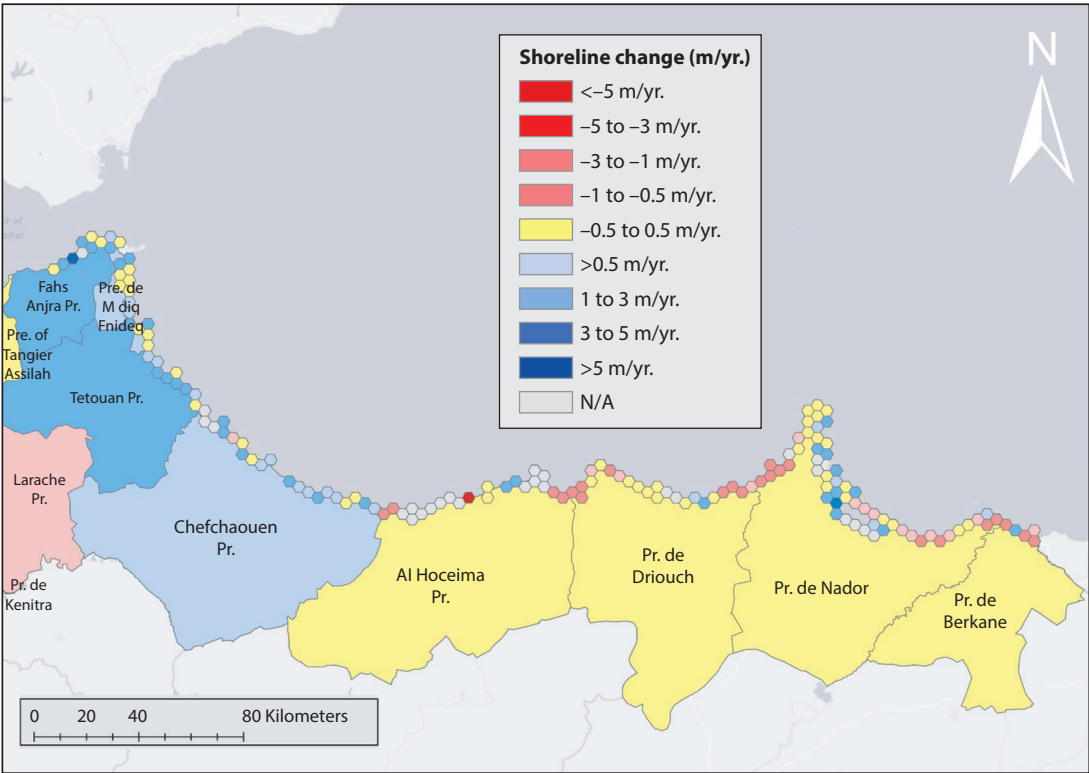 Shoreline change (m/yr.)
<–5 m/yr.
–5 to –3 m/yr.
–3 to –1 m/yr.
–1 to –0.5 m/yr.
–0.5 to 0.5 m/yr.
>0.5 m/yr.
1 to 3 m/yr.
3 to 5 m/yr.
>5 m/yr.
N/A
N
Fahs
Anjra Pr.
Pre. de
M diq
Fnideq
Pre. of
Tangier
Assilah
Tetouan Pr.
Larache
Pr.
Chefchaouen
Pr.
Al Hoceima
Pr.
Pr. de
Driouch
Pr. de Nador
Pr. de
Berkane
Pr. de
Kenitra
0 20 40 80 Kilometers